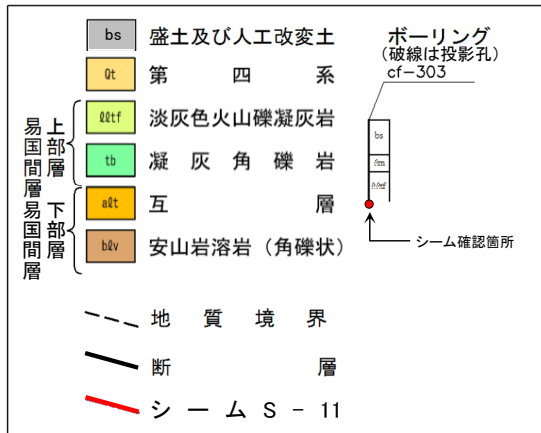 bs 盛土及び人工改変土
Qt 第四系
易国間層 上部層
ℓℓtf 淡灰色火山礫凝灰岩
tb 凝灰角礫岩
易国間層 下部層
aℓt 互層
bℓv 安山岩溶岩（角礫状）
地質境界
断層
シームS-11
ボーリング
(破線は投影孔)
cf-303
bs
ℓℓtf
シーム確認箇所